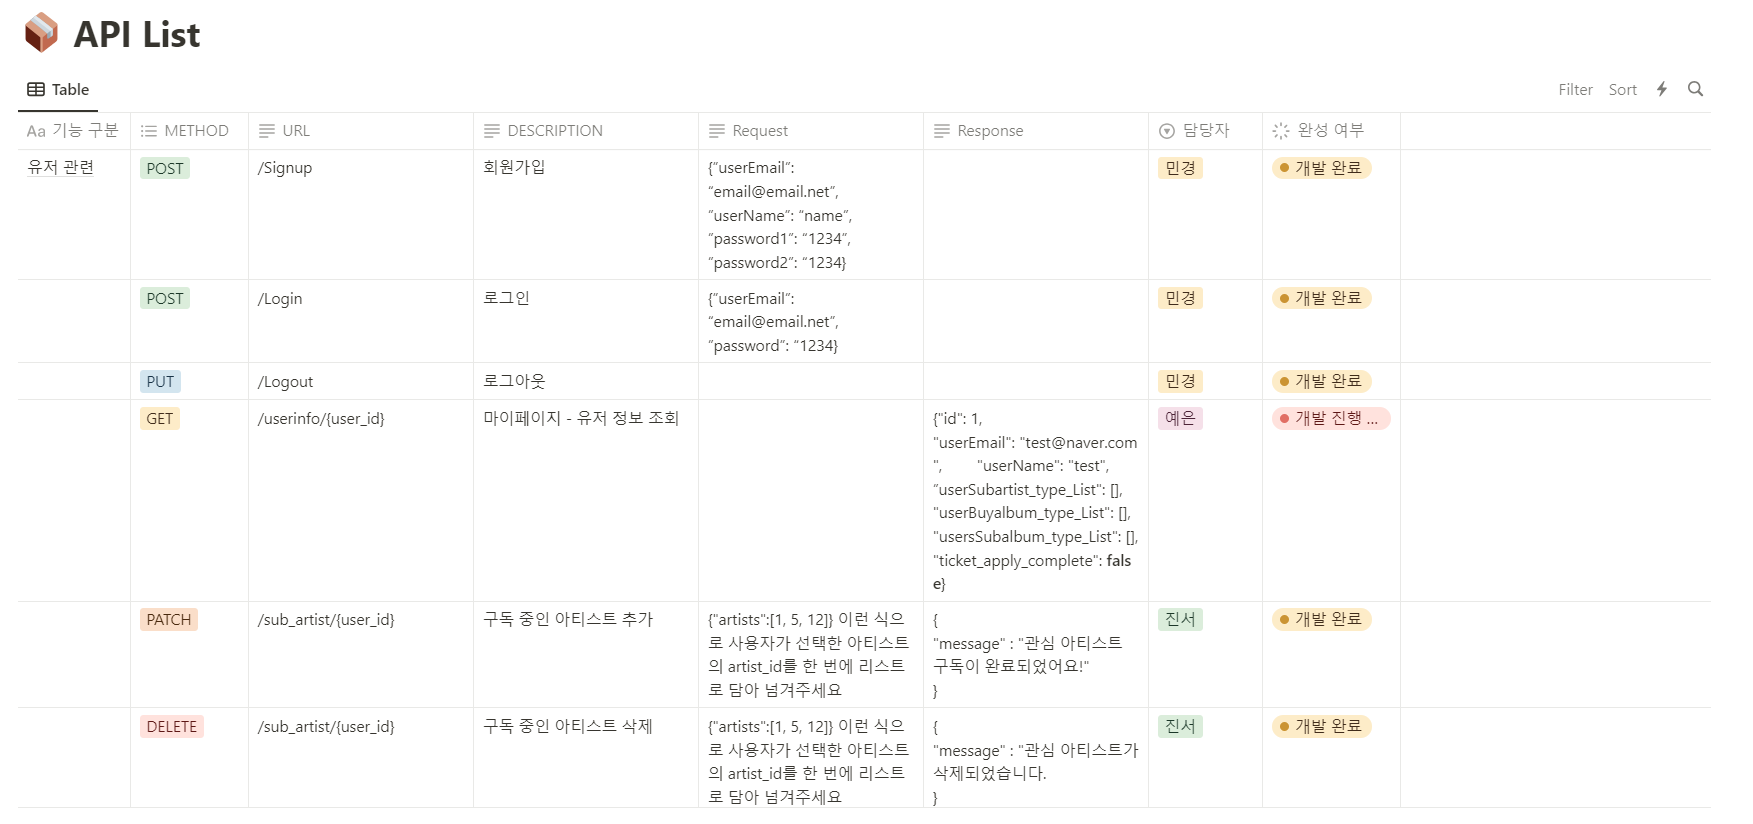 API List
Table
Filter Sort
Aa 기능 구분 METHOD URL DESCRIPTION Request Response 담당자 완성 여부
유저 관련 POST /Signup 회원가입 {"userEmail": 민경 개발 완료
“email@email.net”,
“userName”: “name”,
“password1”: “1234”,
“password2”: “1234}
POST /Login 로그인 {"userEmail": 민경 개발 완료
“email@email.net”,
“password”: “1234}
PUT /Logout 로그아웃 민경 개발 완료
GET /userinfo/{user_id} 마이페이지 - 유저 정보 조회 {"id": 1, 예은 개발 진행 ...
"userEmail": "test@naver.com
", "userName": "test",
"userSubartist_type_List": [],
"userBuyalbum_type_List": [],
"usersSubalbum_type_List": [],
"ticket_apply_complete": fals
e}
PATCH /sub_artist/{user_id} 구독 중인 아티스트 추가 {"artists":[1, 5, 12]} 이런 식으 { 진서 개발 완료
로 사용자가 선택한 아티스트 "message" : "관심 아티스트
의 artist_id를 한 번에 리스트 구독이 완료되었어요!"
로 담아 넘겨주세요 }
DELETE /sub_artist/{user_id} 구독 중인 아티스트 삭제 {"artists":[1, 5, 12]} 이런 식으 { 진서 개발 완료
로 사용자가 선택한 아티스트 "message" : "관심 아티스트가
의 artist_id를 한 번에 리스트 삭제되었습니다.
로 담아 넘겨주세요 }